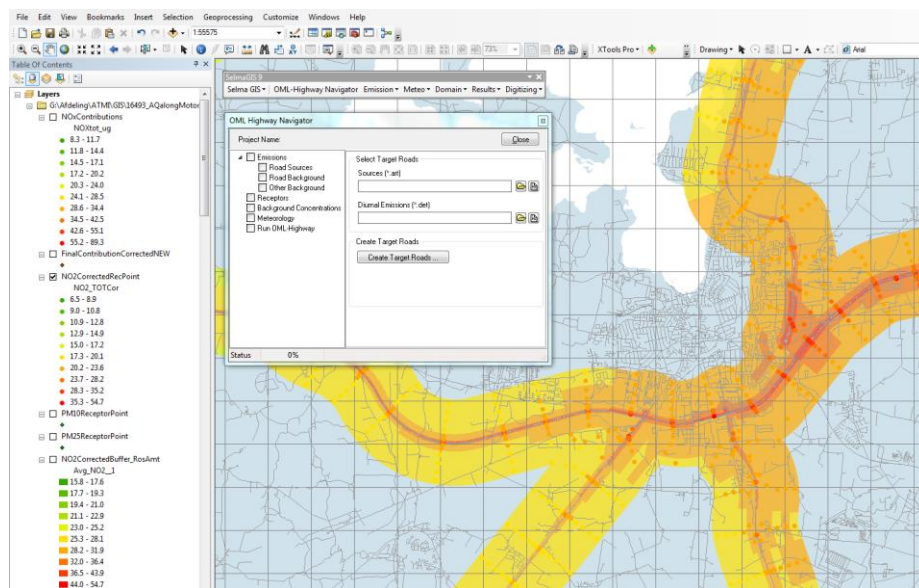 File Edit View Bookmarks Insert Selection Geoprocessing Customize Windows Help
1:55575
73%
XTools Pro
Drawing
A
Arial
Table Of Contents
Layers
G:\Afdeling\ATMI\GIS\16493_AQalongMotor
NOxContributions
NOXtot_ug
8.3 - 11.7
11.8 - 14.4
14.5 - 17.1
17.2 - 20.2
20.3 - 24.0
24.1 - 28.5
28.6 - 34.4
34.5 - 42.5
42.6 - 55.1
55.2 - 89.3
FinalContributionCorrectedNEW
NO2CorrectedRecPoint
NO2_TOTCor
6.5 - 8.9
9.0 - 10.8
10.9 - 12.8
12.9 - 14.9
15.0 - 17.2
17.3 - 20.1
20.2 - 23.6
23.7 - 28.2
28.3 - 35.2
35.3 - 54.7
PM10ReceptorPoint
PM25ReceptorPoint
NO2CorrectedBuffer_RosAmt
Avg_NO2__1
15.8 - 17.6
17.7 - 19.3
19.4 - 21.0
21.1 - 22.9
23.0 - 25.2
25.3 - 28.1
28.2 - 31.9
32.0 - 36.4
36.5 - 43.9
44.0 - 54.7
SelmaGIS 9
Selma GIS OML-Highway Navigator Emission Meteo Domain Results Digitizing
OML Highway Navigator
Project Name:
Close
Emissions
Road Sources
Road Background
Other Background
Receptors
Background Concentrations
Meteorology
Run OML-Highway
Select Target Roads
Sources (*.art)
Diurnal Emissions (*.det)
Create Target Roads
Create Target Roads ...
Status 0%